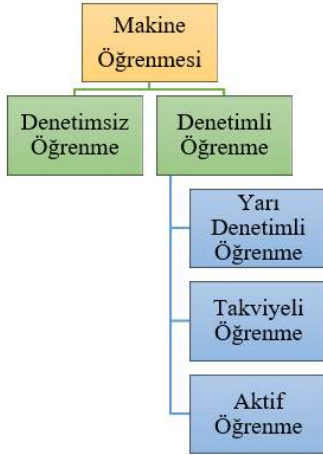 Makine
Öğrenmesi
Denetimsiz
Öğrenme
Denetimli
Öğrenme
Yarı
Denetimli
Öğrenme
Takviyeli
Öğrenme
Aktif
Öğrenme